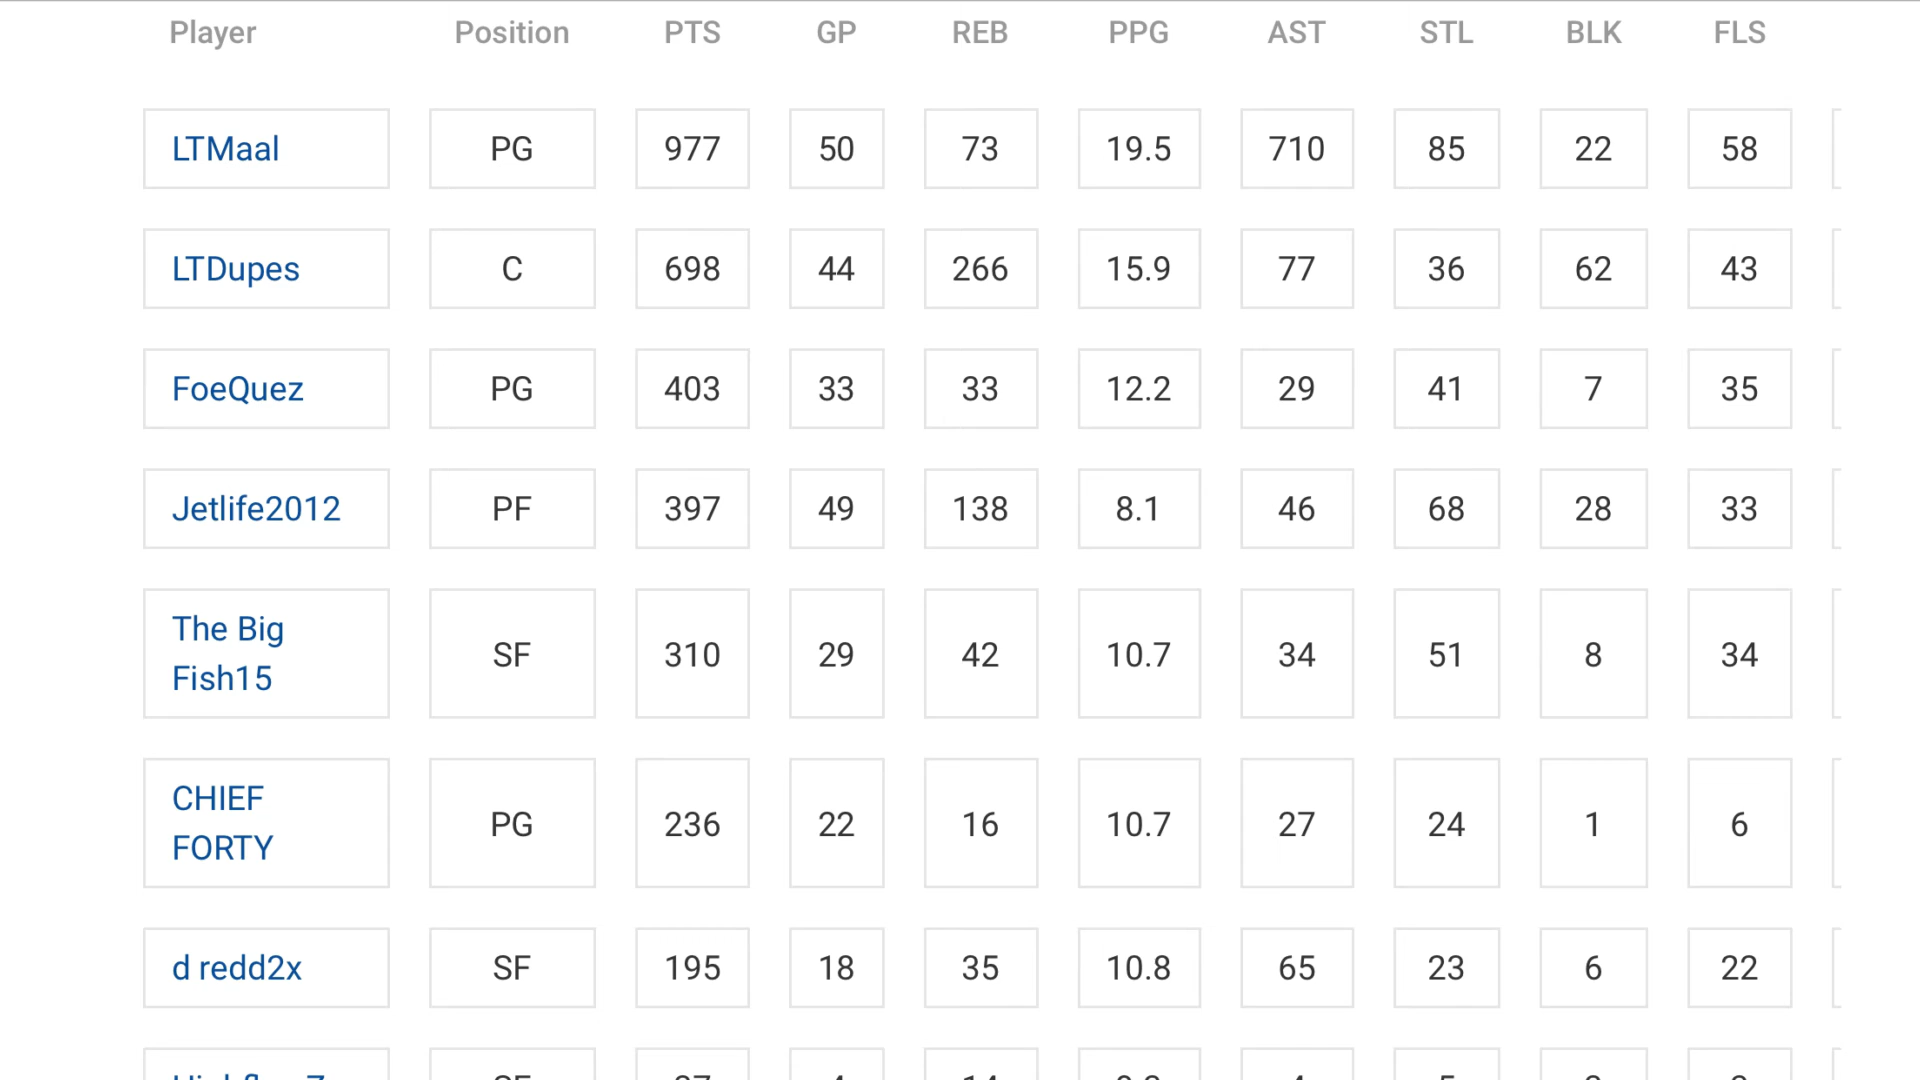 Player Position PTS GP REB PPG AST STL BLK FLS
LTMaal PG 977 50 73 19.5 710 85 22 58
LTDupes C 698 44 266 15.9 77 36 62 43
FoeQuez PG 403 33 33 12.2 29 41 7 35
Jetlife2012 PF 397 49 138 8.1 46 68 28 33
The Big
Fish15 SF 310 29 42 10.7 34 51 8 34
CHIEF
FORTY PG 236 22 16 10.7 27 24 1 6
d redd2x SF 195 18 35 10.8 65 23 6 22